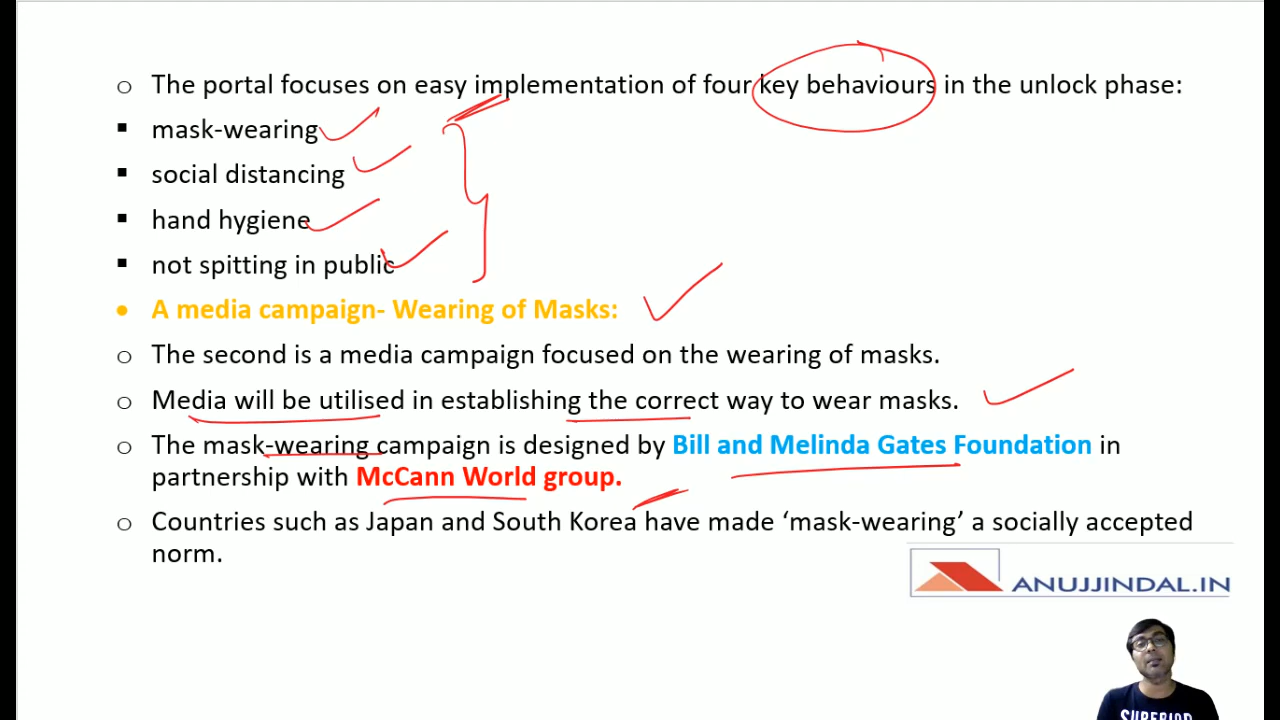 o The portal focuses on easy implementation of four key behaviours in the unlock phase:
▪ mask-wearing
▪ social distancing
▪ hand hygiene
▪ not spitting in public
• A media campaign- Wearing of Masks:
o The second is a media campaign focused on the wearing of masks.
o Media will be utilised in establishing the correct way to wear masks.
o The mask-wearing campaign is designed by Bill and Melinda Gates Foundation in
partnership with McCann World group.
o Countries such as Japan and South Korea have made ‘mask-wearing’ a socially accepted
norm.
ANUJJINDAL.IN
SUPERIOR